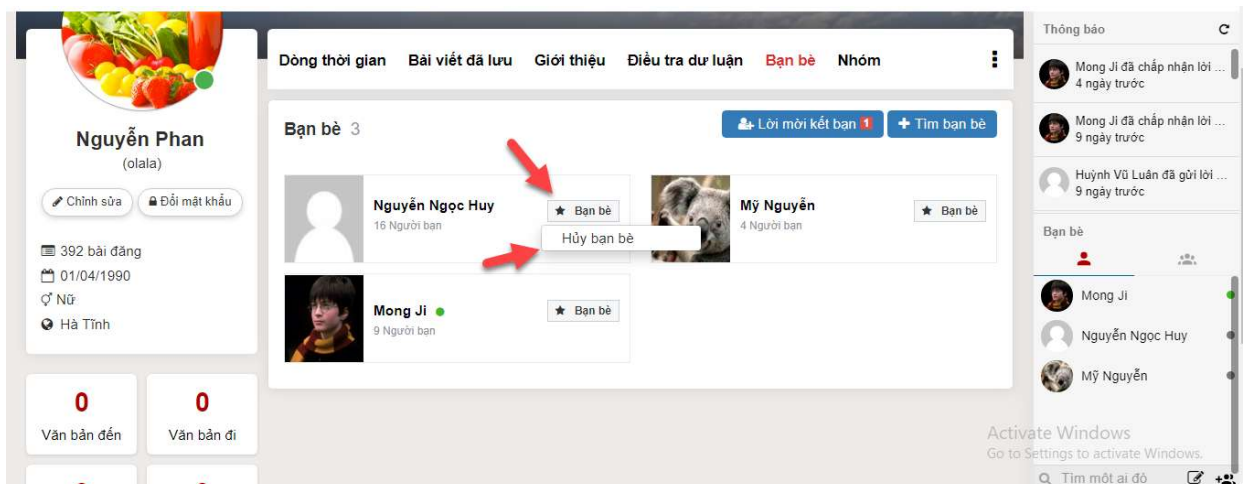 Nguyễn Phan
(olala)
Chỉnh sửa
Đổi mật khẩu
392 bài đăng
01/04/1990
Nữ
Hà Tĩnh
0
Văn bản đến
0
Văn bản đi
Dòng thời gian
Bài viết đã lưu
Giới thiệu
Điều tra dư luận
Bạn bè
Nhóm
Bạn bè 3
Lời mời kết bạn 1
Tìm bạn bè
Nguyễn Ngọc Huy
16 Người bạn
Bạn bè
Hủy bạn bè
Mỹ Nguyễn
4 Người bạn
Bạn bè
Mong Ji
9 Người bạn
Bạn bè
Thông báo
Mong Ji đã chấp nhận lời ...
4 ngày trước
Mong Ji đã chấp nhận lời ...
9 ngày trước
Huỳnh Vũ Luân đã gửi lời ...
9 ngày trước
Bạn bè
Mong Ji
Nguyễn Ngọc Huy
Mỹ Nguyễn
Activate Windows
Go to Settings to activate Windows.
Tìm một ai đó